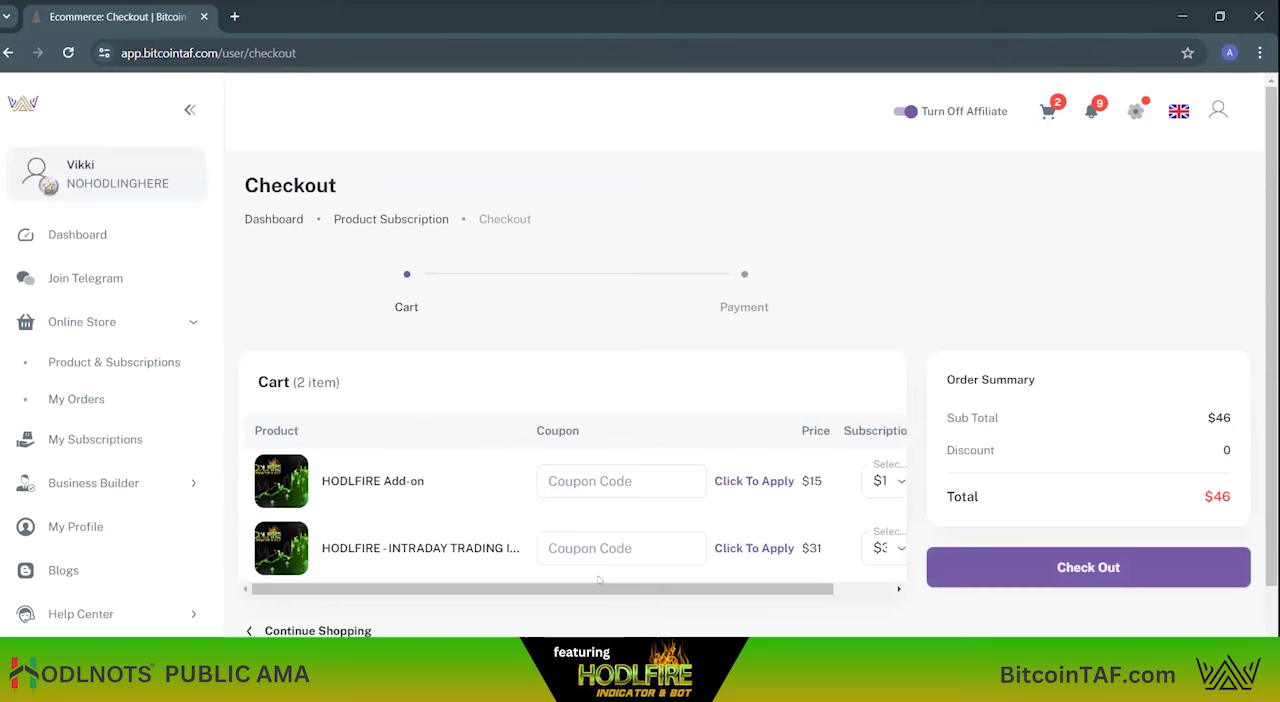 Ecommerce: Checkout | Bitcoin
app.bitcointaf.com/user/checkout
A
Turn Off Affiliate
2
9
Vikki
NOHODLINGHERE
Dashboard
Join Telegram
Online Store
Product & Subscriptions
My Orders
My Subscriptions
Business Builder
My Profile
Blogs
Help Center
Checkout
Dashboard • Product Subscription • Checkout
Cart
Payment
Cart (2 item)
Product Coupon Price Subscriptio
HODLFIRE Add-on Coupon Code Click To Apply $15 Selec... $1
HODLFIRE - INTRADAY TRADING I... Coupon Code Click To Apply $31 Selec...
Continue Shopping
Order Summary
Sub Total $46
Discount 0
Total $46
Check Out
HODLNOTS PUBLIC AMA
featuring
HODLFIRE
INDICATOR & BOT
BitcoinTAF.com